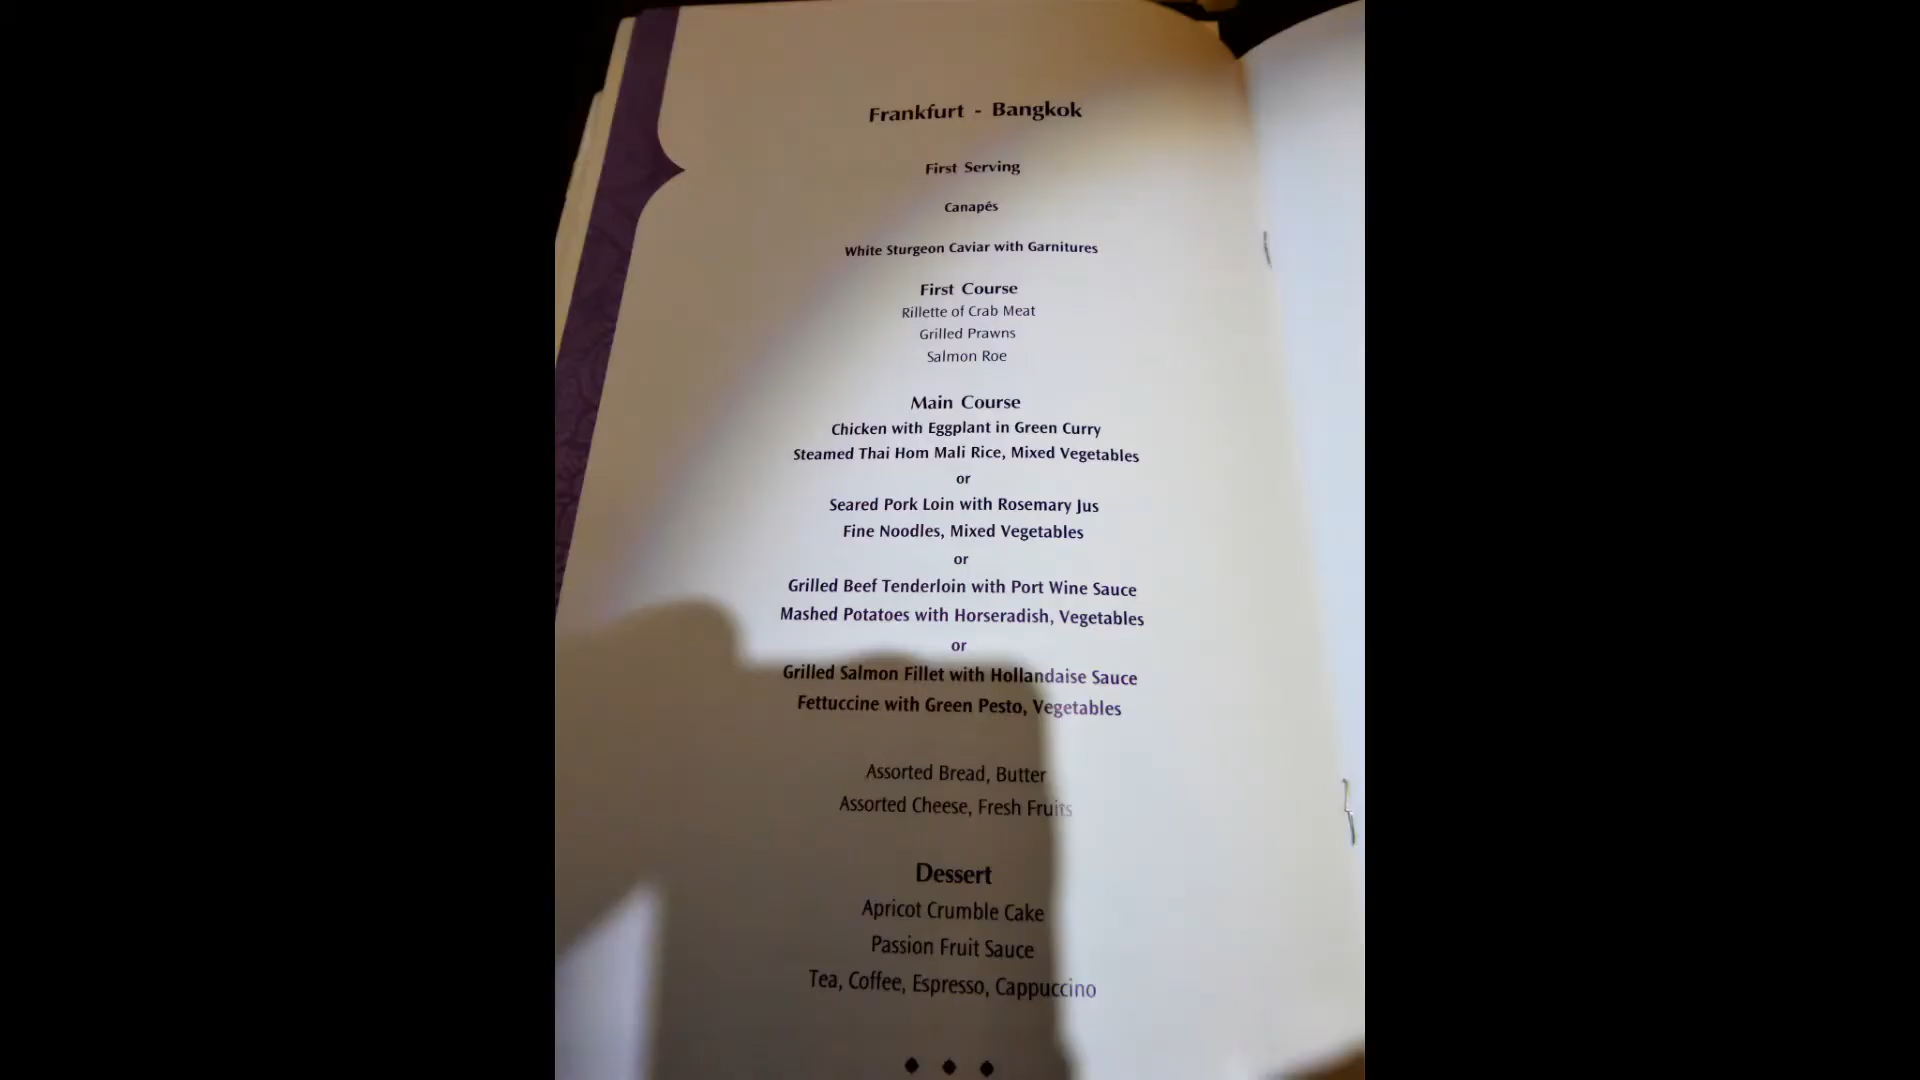 Frankfurt - Bangkok
First Serving
Canapés
White Sturgeon Caviar with Garnitures
First Course
Rillette of Crab Meat
Grilled Prawns
Salmon Roe
Main Course
Chicken with Eggplant in Green Curry
Steamed Thai Hom Mali Rice, Mixed Vegetables
or
Seared Pork Loin with Rosemary Jus
Fine Noodles, Mixed Vegetables
or
Grilled Beef Tenderloin with Port Wine Sauce
Mashed Potatoes with Horseradish, Vegetables
or
Grilled Salmon Fillet with Hollandaise Sauce
Fettuccine with Green Pesto, Vegetables
Assorted Bread, Butter
Assorted Cheese, Fresh Fruits
Dessert
Apricot Crumble Cake
Passion Fruit Sauce
Tea, Coffee, Espresso, Cappuccino